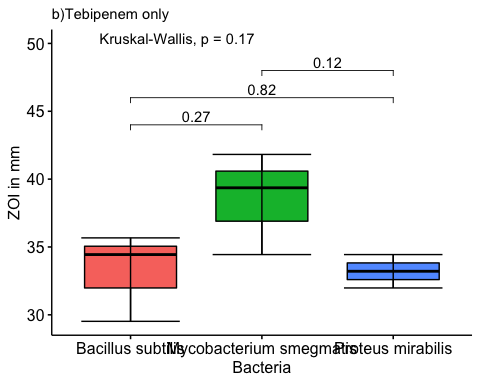 b)Tebipenem only
Kruskal-Wallis, p = 0.17
0.12
0.82
0.27
ZOI in mm
50
45
40
35
30
Bacillus subtilis Mycobacterium smegmatis Proteus mirabilis
Bacteria